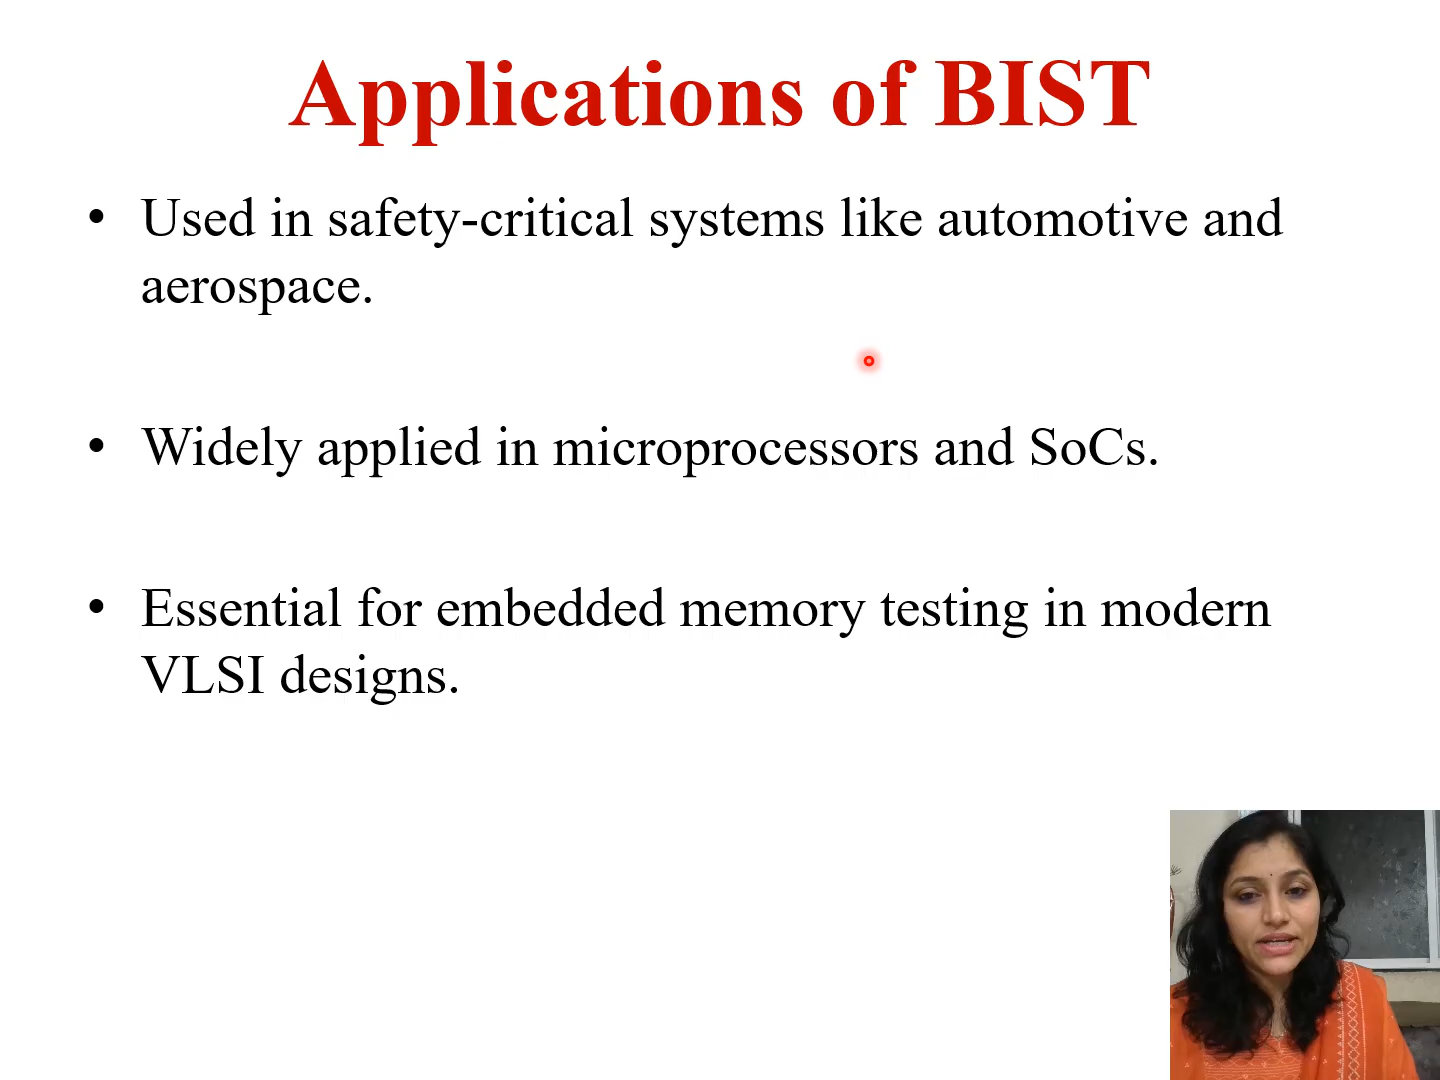 Applications of BIST
• Used in safety-critical systems like automotive and
aerospace.
• Widely applied in microprocessors and SoCs.
• Essential for embedded memory testing in modern
VLSI designs.